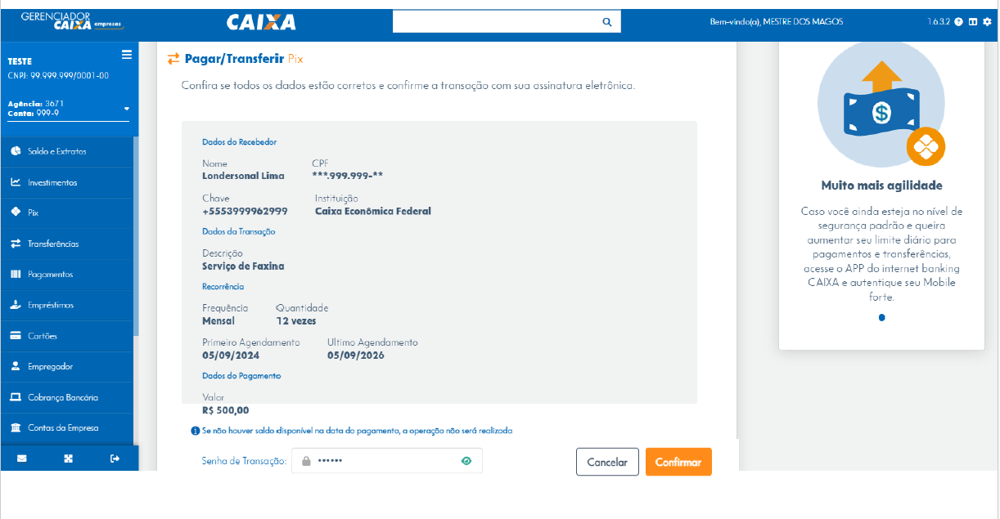 GERENCIADOR
CAIXA empresas
CAIXA
Bem-vindo(a), MESTRE DOS MAGOS
1.6.3.2
TESTE
CNPJ: 99.999.999/0001-00
Agência: 3671
Conta: 999-9
Saldo e Extratos
Investimentos
Pix
Transferências
Pagamentos
Empréstimos
Cartões
Empregador
Cobrança Bancária
Contas da Empresa
Pagar/Transferir Pix
Confira se todos os dados estão corretos e confirme a transação com sua assinatura eletrônica.
Dados do Recebedor
Nome CPF
Londersonal Lima ***.999.999-**
Chave Instituição
+5553999962999 Caixa Econômica Federal
Dados da Transação
Descrição
Serviço de Faxina
Recorrência
Frequência Quantidade
Mensal 12 vezes
Primeiro Agendamento Ultimo Agendamento
05/09/2024 05/09/2026
Dados do Pagamento
Valor
R$ 500,00
Se não houver saldo disponível na data do pagamento, a operação não será realizada
Senha de Transação: ••••••
Cancelar
Confirmar
$
Muito mais agilidade
Caso você ainda esteja no nível de
segurança padrão e queira
aumentar seu limite diário para
pagamentos e transferências,
acesse o APP do internet banking
CAIXA e autentique seu Mobile
forte.